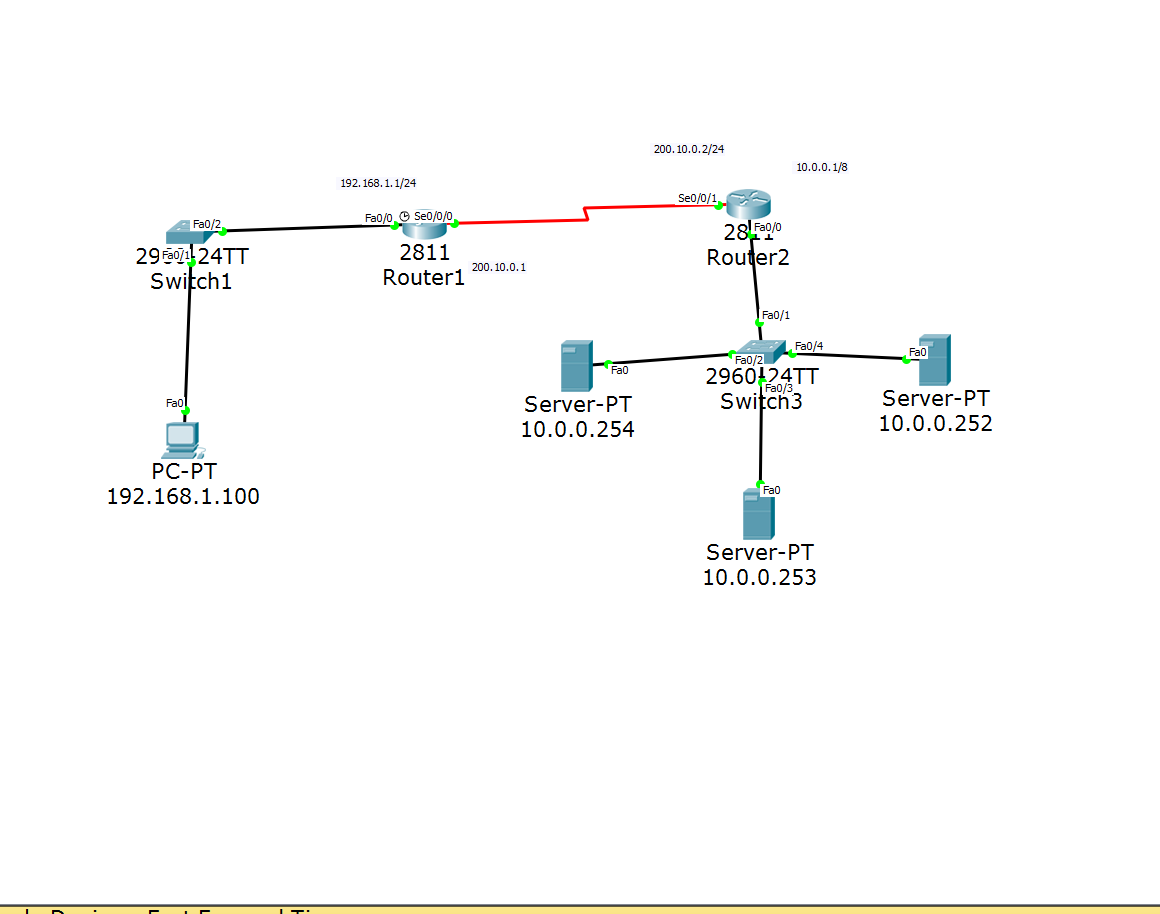 200.10.0.2/24
10.0.0.1/8
192.168.1.1/24
Se0/0/1
Fa0/0
Se0/0/0
Fa0/2
Fa0/0
2811
Router2
2811
Router1
200.10.0.1
Fa0/1
24TT
Switch1
Fa0/1
Fa0/4
Fa0
Fa0/2
Fa0
2960-24TT
Switch3
Fa0/3
Server-PT
10.0.0.254
Server-PT
10.0.0.252
Fa0
PC-PT
192.168.1.100
Fa0
Server-PT
10.0.0.253